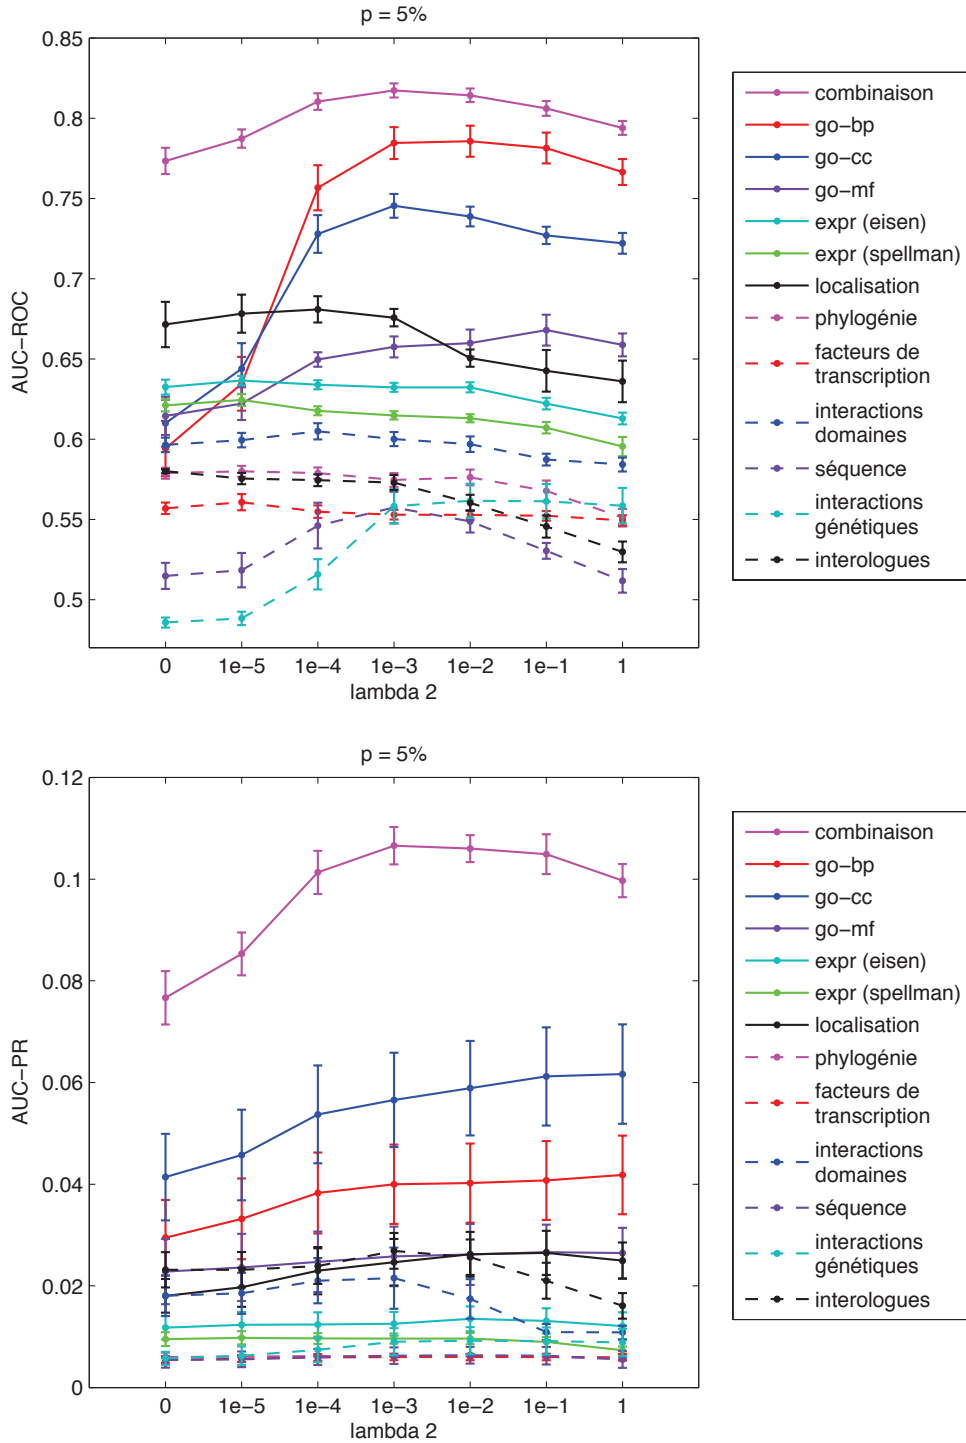 p = 5%
0.85
0.8
0.75
0.7
0.65
0.6
0.55
0.5
AUC−ROC
0 1e−5 1e−4 1e−3 1e−2 1e−1 1
lambda 2
combinaison
go−bp
go−cc
go−mf
expr (eisen)
expr (spellman)
localisation
phylogénie
facteurs de
transcription
interactions
domaines
séquence
interactions
génétiques
interologues
p = 5%
0.12
0.1
0.08
0.06
0.04
0.02
0
AUC−PR
0 1e−5 1e−4 1e−3 1e−2 1e−1 1
lambda 2
combinaison
go−bp
go−cc
go−mf
expr (eisen)
expr (spellman)
localisation
phylogénie
facteurs de
transcription
interactions
domaines
séquence
interactions
génétiques
interologues